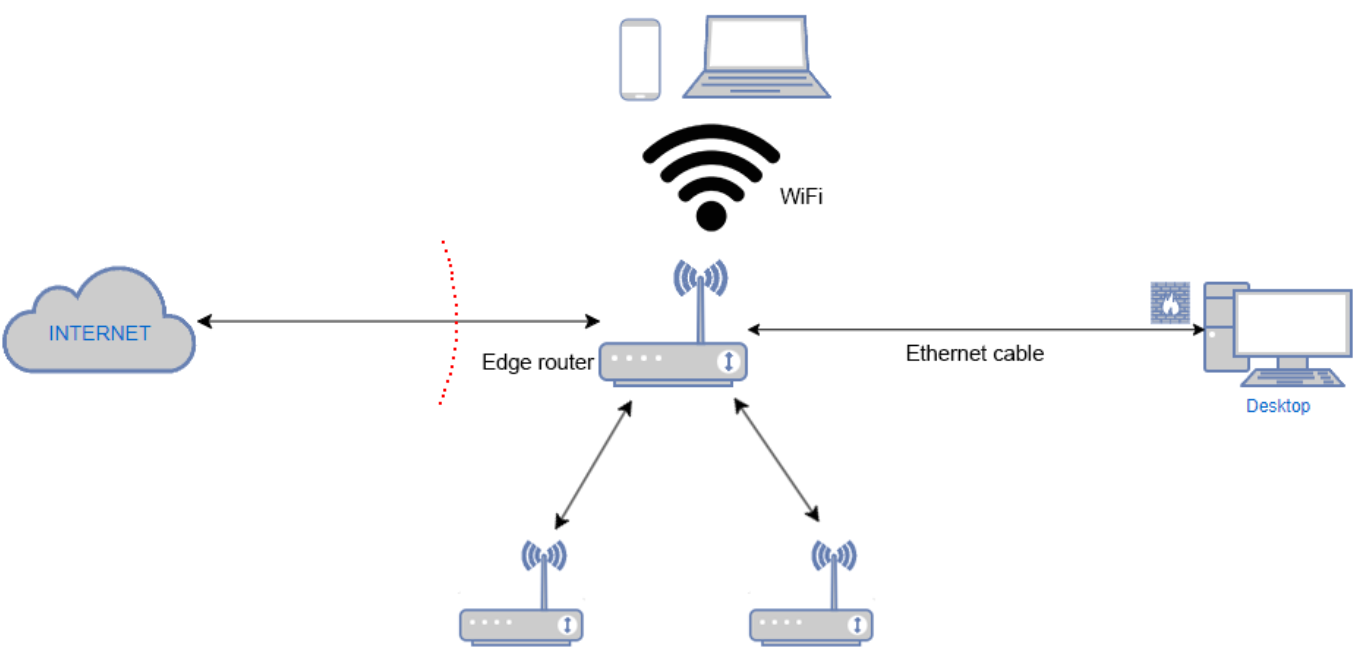 WiFi
INTERNET
Edge router
Ethernet cable
Desktop